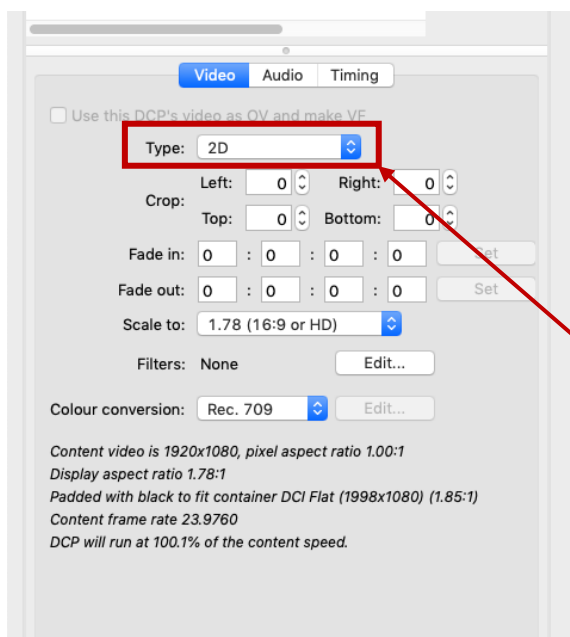 Video Audio Timing
Use this DCP's video as OV and make VF
Type: 2D
Left: 0 Right: 0
Crop:
Top: 0 Bottom: 0
Fade in: 0 : 0 : 0 : 0 Set
Fade out: 0 : 0 : 0 : 0 Set
Scale to: 1.78 (16:9 or HD)
Filters: None Edit...
Colour conversion: Rec. 709 Edit...
Content video is 1920x1080, pixel aspect ratio 1.00:1
Display aspect ratio 1.78:1
Padded with black to fit container DCI Flat (1998x1080) (1.85:1)
Content frame rate 23.9760
DCP will run at 100.1% of the content speed.